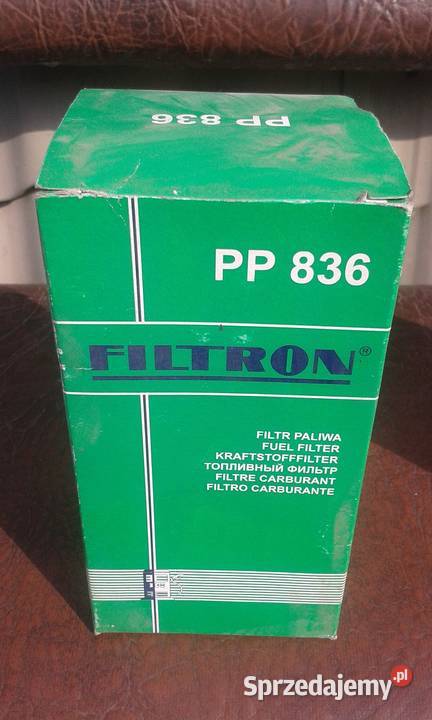 PP 836
PP 836
FILTRON®
FILTR PALIWA
FUEL FILTER
KRAFTSTOFFFILTER
ТОПЛИВНЫЙ ФИЛЬТР
FILTRE CARBURANT
FILTRO CARBURANTE
Sprzedajemy.pl